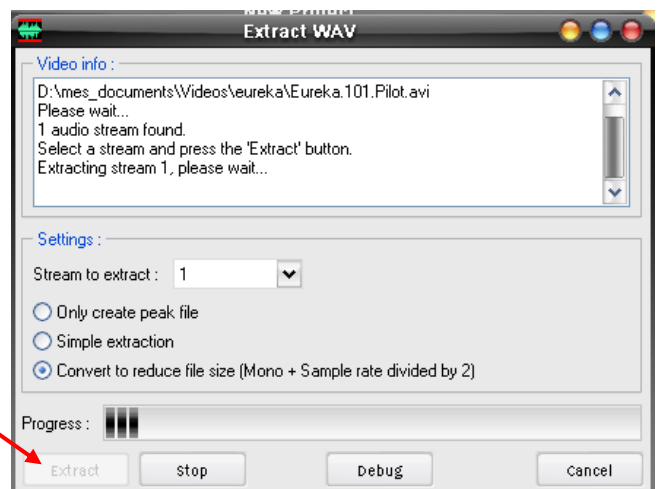 Extract WAV
Video info :
D:\mes_documents\Videos\eureka\Eureka.101.Pilot.avi
Please wait...
1 audio stream found.
Select a stream and press the 'Extract' button.
Extracting stream 1, please wait...
Settings :
Stream to extract : 1
Only create peak file
Simple extraction
Convert to reduce file size (Mono + Sample rate divided by 2)
Progress :
Extract Stop Debug Cancel